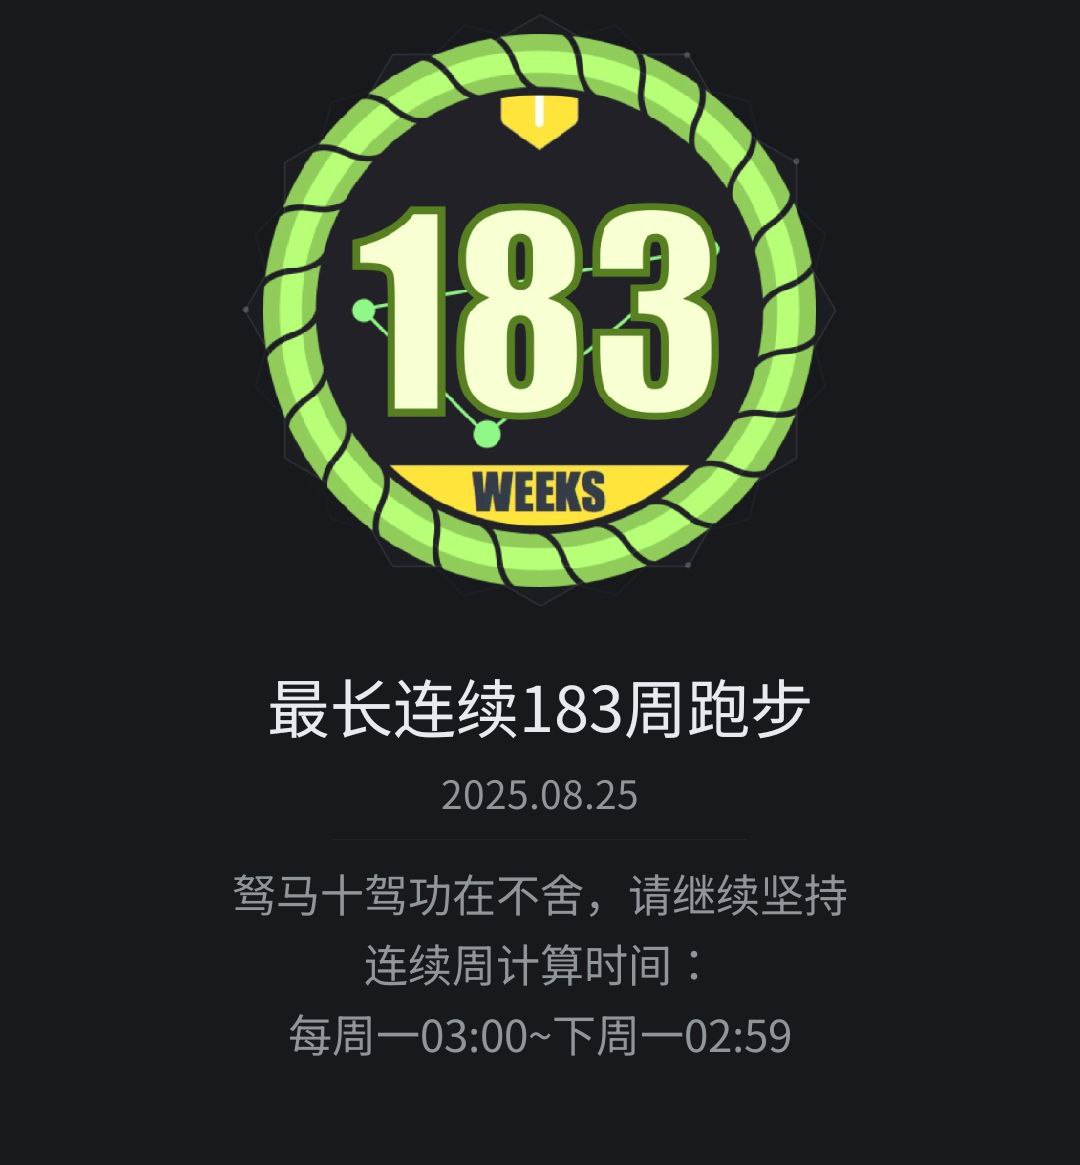 183
WEEKS
最长连续183周跑步
2025.08.25
驽马十驾功在不舍，请继续坚持
连续周计算时间：
每周一03:00~下周一02:59